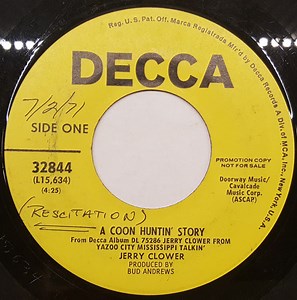 Reg. U.S. Pat. Off. Marca Registrada Mfr'd by Decca Records A Div. of MCA, Inc. New York, U.S.A.
DECCA
7/2/71
SIDE ONE
32844
(L15,634)
(4:25)
PROMOTION COPY
NOT FOR SALE
Doorway Music/
Cavalcade
Music Corp.
(ASCAP)
(RESCITATION)
A COON HUNTIN' STORY
From Decca Album DL 75286 JERRY CLOWER FROM
YAZOO CITY MISSISSIPPI TALKIN'
JERRY CLOWER
PRODUCED BY
BUD ANDREWS